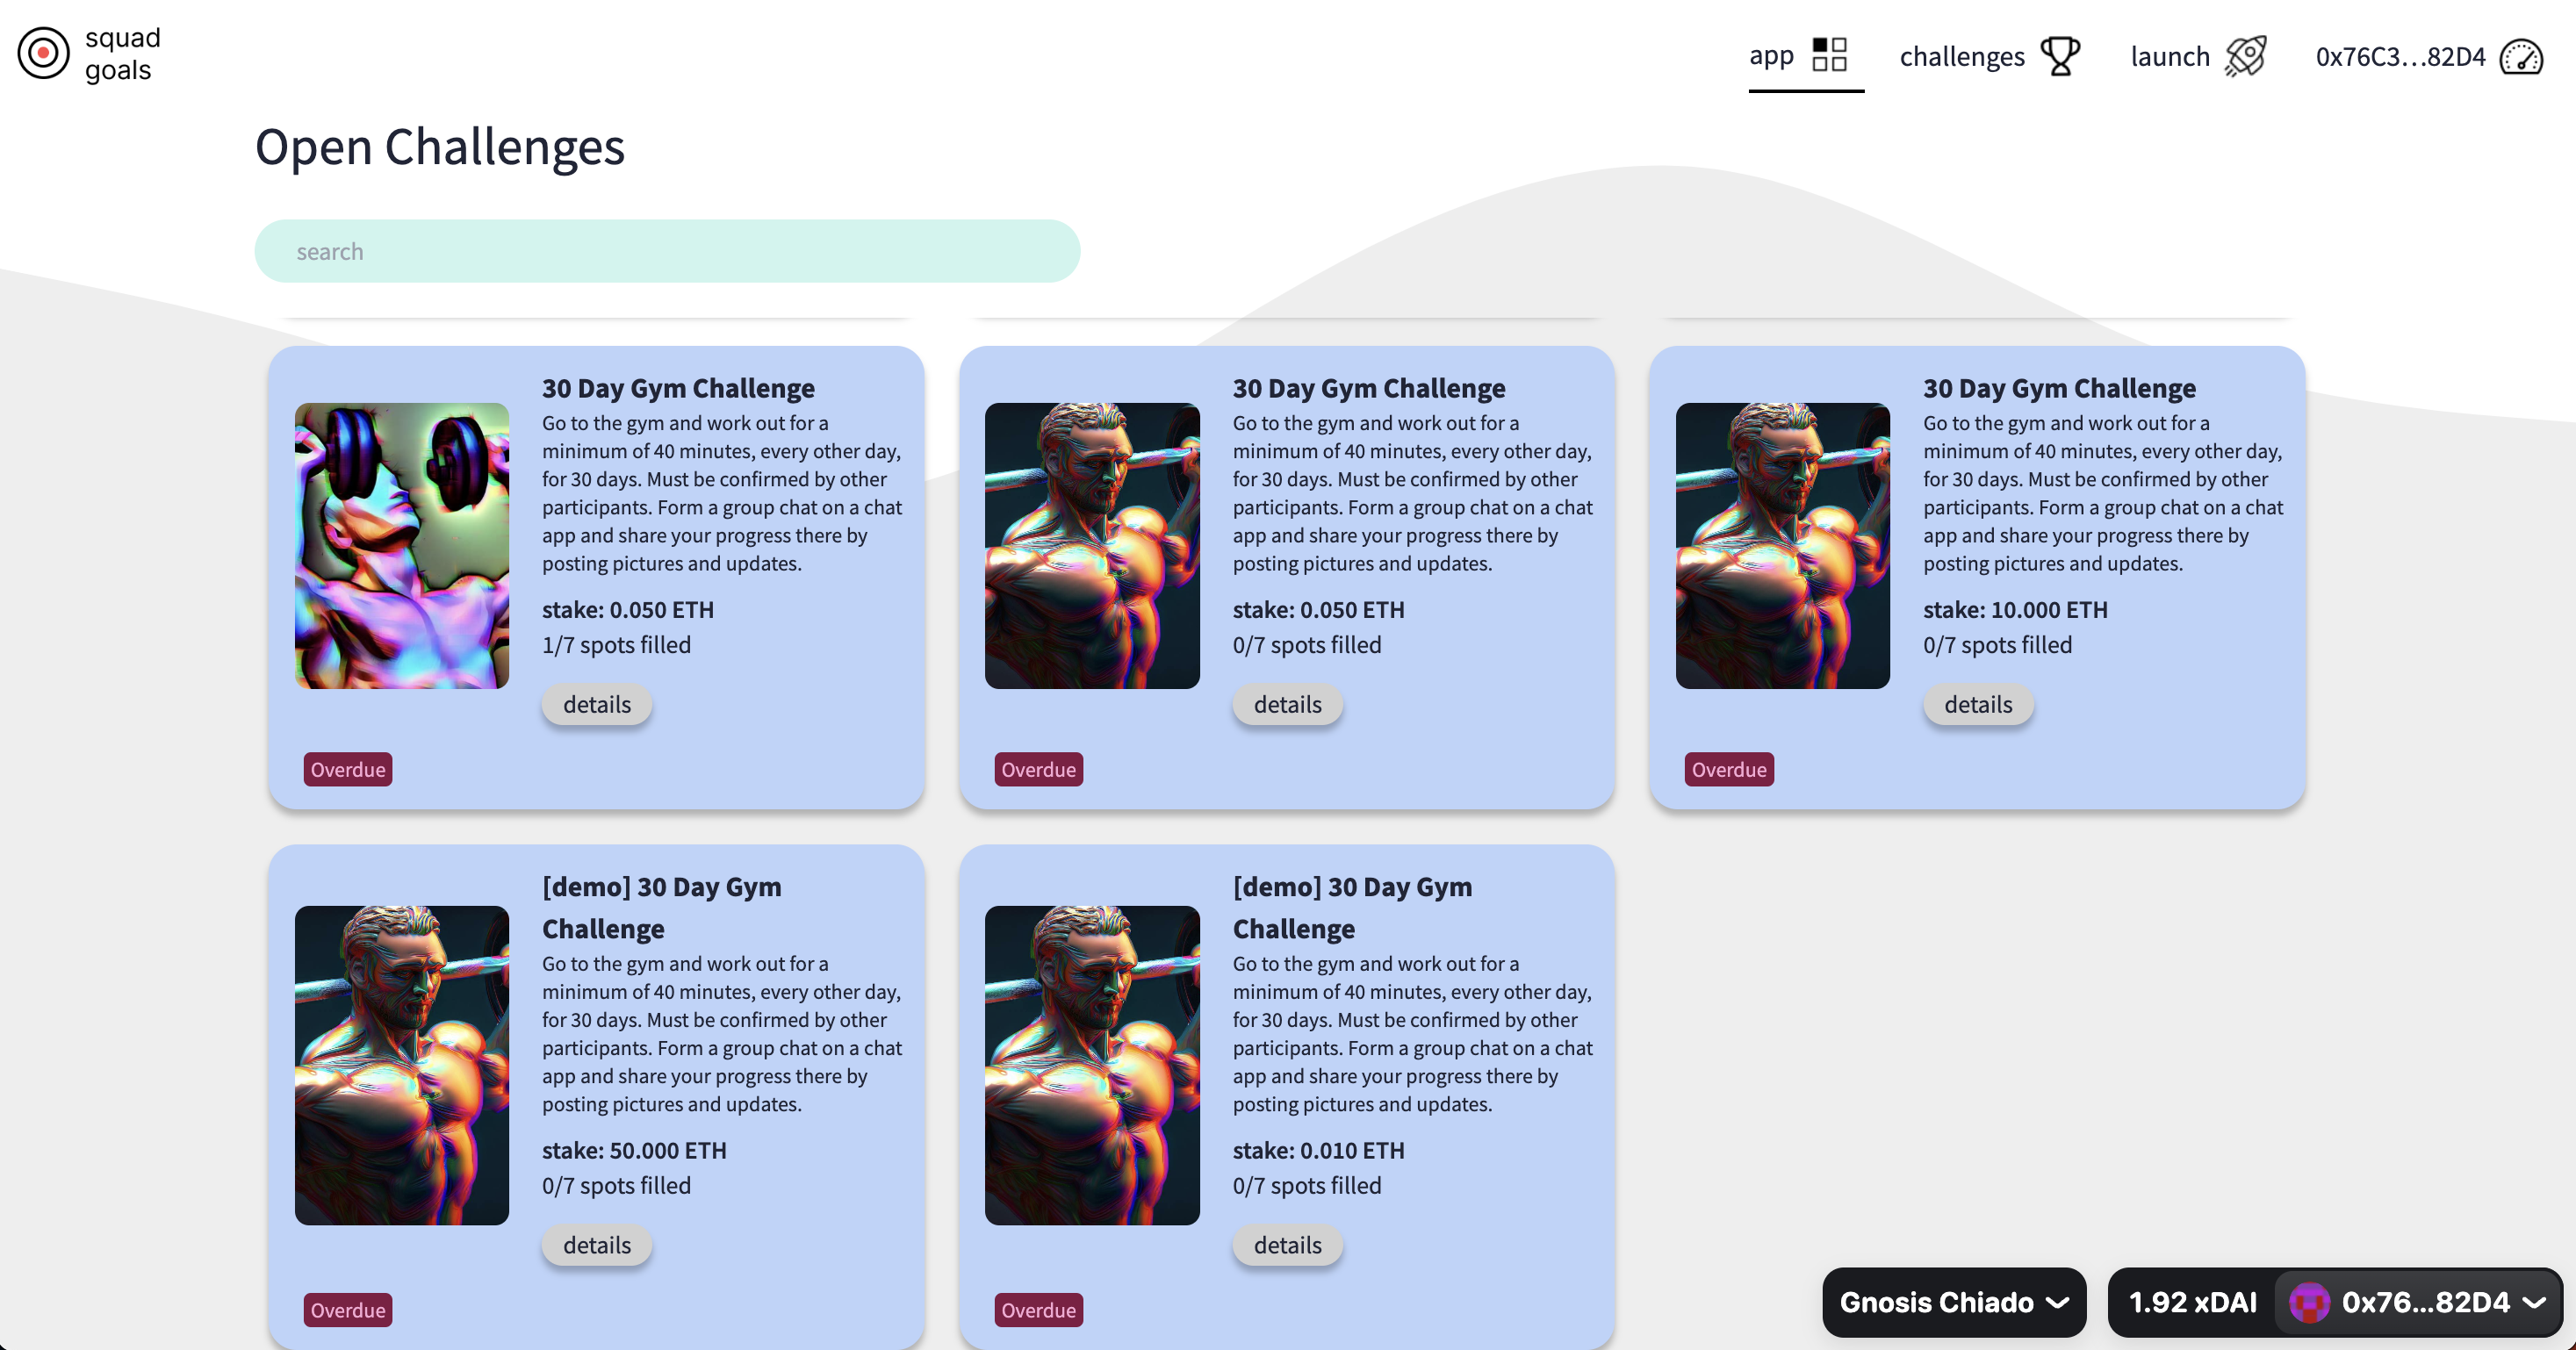 squad
goals
app
challenges
launch
0x76C3...82D4
Open Challenges
search
30 Day Gym Challenge
Go to the gym and work out for a
minimum of 40 minutes, every other day,
for 30 days. Must be confirmed by other
participants. Form a group chat on a chat
app and share your progress there by
posting pictures and updates.
stake: 0.050 ETH
1/7 spots filled
details
Overdue
30 Day Gym Challenge
Go to the gym and work out for a
minimum of 40 minutes, every other day,
for 30 days. Must be confirmed by other
participants. Form a group chat on a chat
app and share your progress there by
posting pictures and updates.
stake: 0.050 ETH
0/7 spots filled
details
Overdue
30 Day Gym Challenge
Go to the gym and work out for a
minimum of 40 minutes, every other day,
for 30 days. Must be confirmed by other
participants. Form a group chat on a chat
app and share your progress there by
posting pictures and updates.
stake: 10.000 ETH
0/7 spots filled
details
Overdue
[demo] 30 Day Gym
Challenge
Go to the gym and work out for a
minimum of 40 minutes, every other day,
for 30 days. Must be confirmed by other
participants. Form a group chat on a chat
app and share your progress there by
posting pictures and updates.
stake: 50.000 ETH
0/7 spots filled
details
Overdue
[demo] 30 Day Gym
Challenge
Go to the gym and work out for a
minimum of 40 minutes, every other day,
for 30 days. Must be confirmed by other
participants. Form a group chat on a chat
app and share your progress there by
posting pictures and updates.
stake: 0.010 ETH
0/7 spots filled
details
Overdue
Gnosis Chiado
1.92 xDAI
0x76...82D4